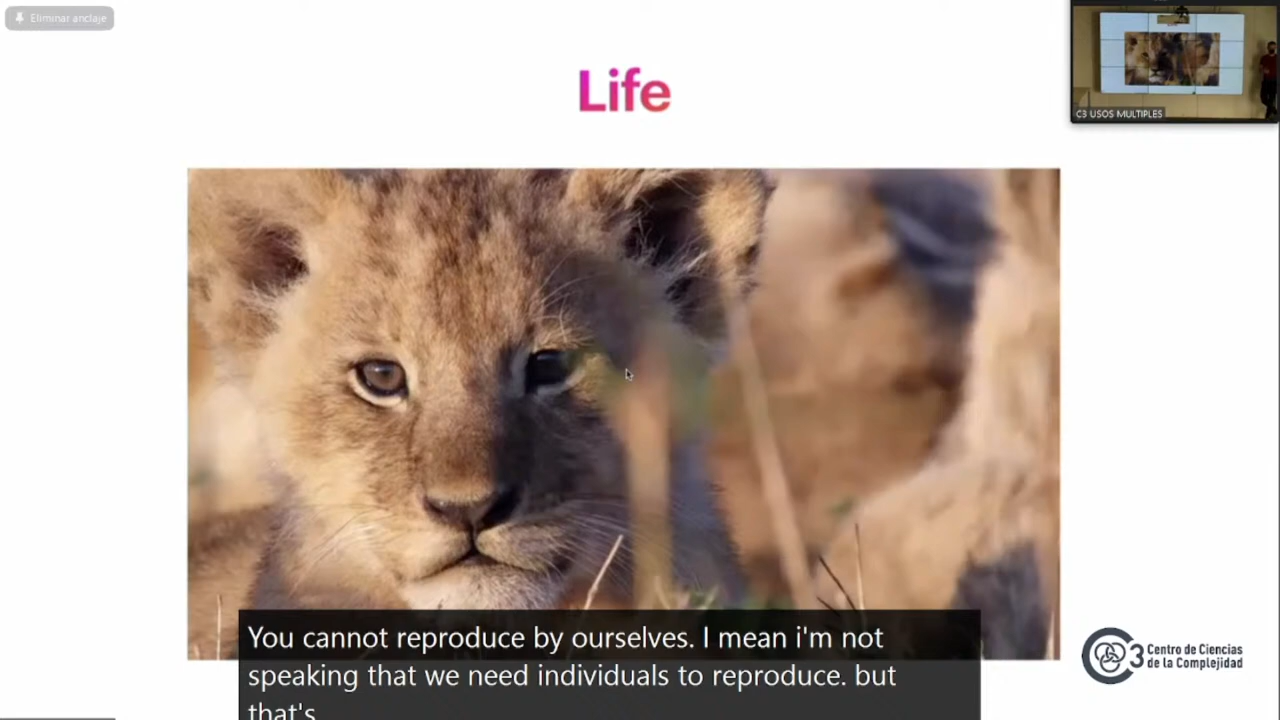 Eliminar anclaje
Life
C3 USOS MULTIPLES
You cannot reproduce by ourselves. I mean i'm not
speaking that we need individuals to reproduce. but
that's
3 Centro de Ciencias
de la Complejidad